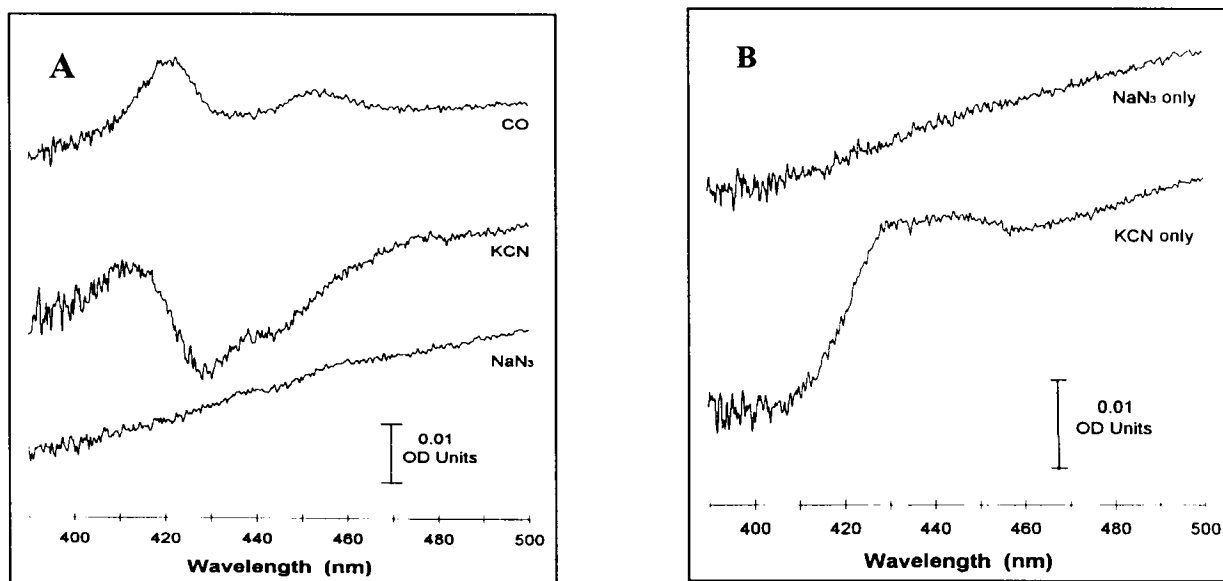 A
CO
KCN
NaN₃
0.01
OD Units
400 420 440 460 480 500
Wavelength (nm)
B
NaN₃ only
KCN only
0.01
OD Units
400 420 440 460 480 500
Wavelength (nm)